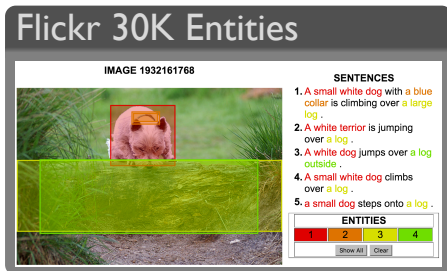 Flickr 30K Entities
IMAGE 1932161768
SENTENCES
1. A small white dog with a blue
collar is climbing over a large
log .
2. A white terrior is jumping
over a log .
3. A white dog jumps over a log
outside .
4. A small white dog climbs
over a log .
5. a small dog steps onto a log .
ENTITIES
1 2 3 4
Show All Clear